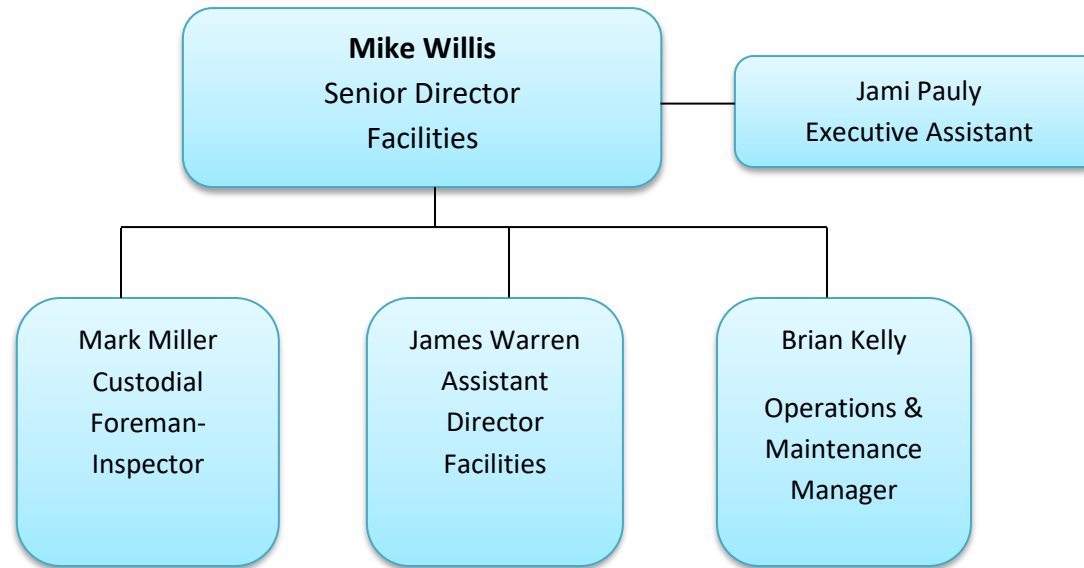 Mike Willis
Senior Director
Facilities
Jami Pauly
Executive Assistant
Mark Miller
Custodial
Foreman-
Inspector
James Warren
Assistant
Director
Facilities
Brian Kelly
Operations &
Maintenance
Manager